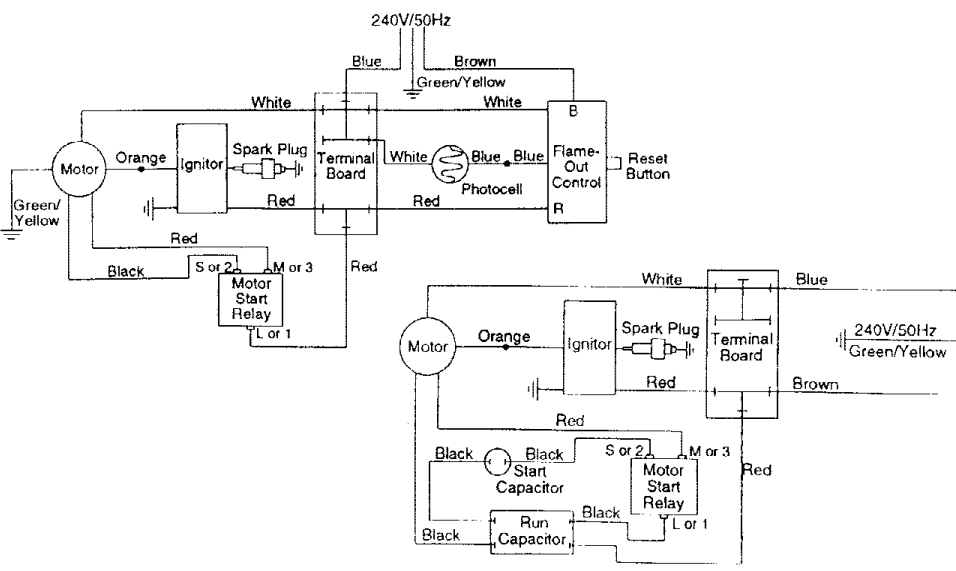 240V/50Hz
Blue
Brown
Green/Yellow
White
White
B
Orange
Ignitor
Spark Plug
Terminal
Board
White
Blue
Blue
Flame-
Out
Control
Reset
Button
Motor
Photocell
Green/
Yellow
Red
Red
R
Red
Black
S or 2
M or 3
Red
Motor
Start
Relay
L or 1
White
Blue
Motor
Orange
Ignitor
Spark Plug
Terminal
Board
240V/50Hz
Green/Yellow
Red
Brown
Red
Black
Black
S or 2
M or 3
Start
Capacitor
Motor
Start
Relay
Red
Black
L or 1
Run
Capacitor
Black